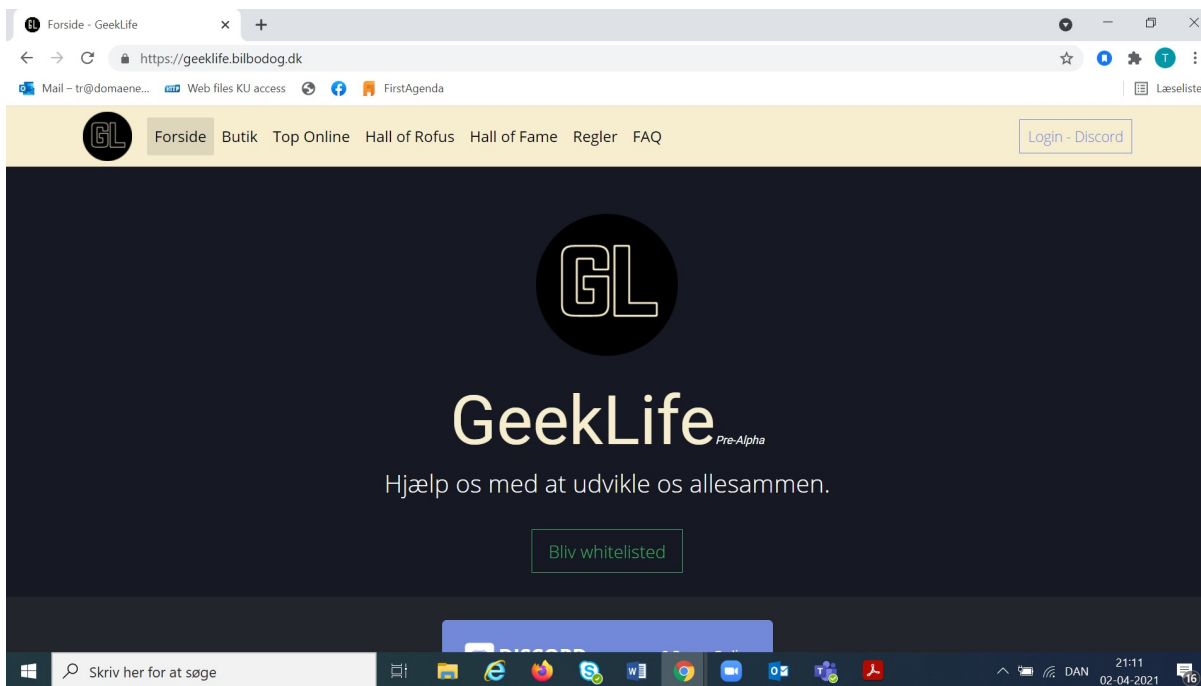 GL Forside - GeekLife
https://geeklife.bilbodog.dk
Mail – tr@domaene... Web files KU access FirstAgenda Læseliste
GL Forside Butik Top Online Hall of Rofus Hall of Fame Regler FAQ Login - Discord
GL
GeekLife Pre-Alpha
Hjælp os med at udvikle os allesammen.
Bliv whitelisted
DISCORD
Skriv her for at søge DAN 21:11
02-04-2021 16